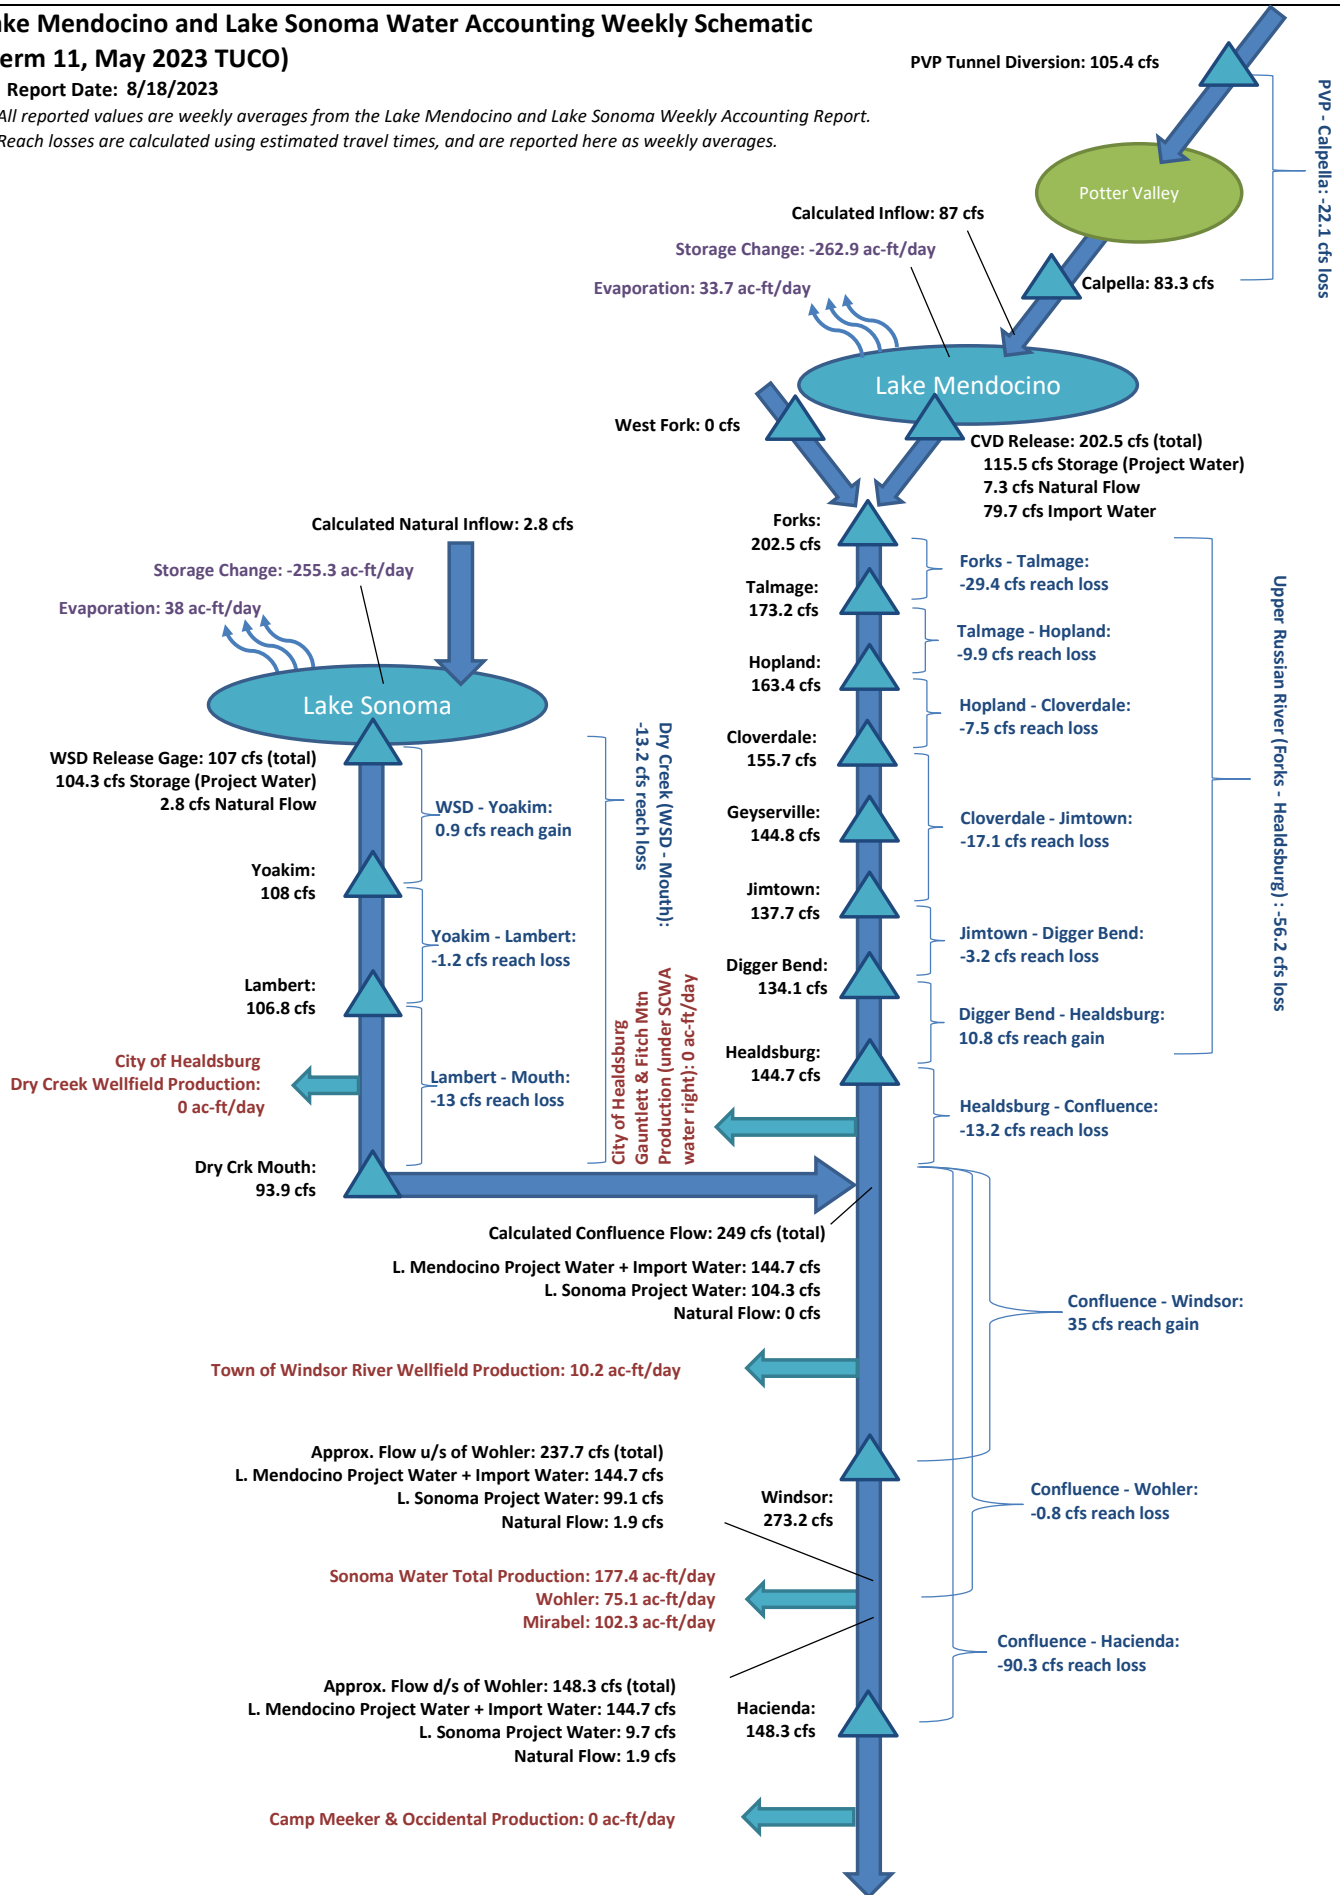 ake Mendocino and Lake Sonoma Water Accounting Weekly Schematic
erm 11, May 2023 TUCO)
Report Date: 8/18/2023
All reported values are weekly averages from the Lake Mendocino and Lake Sonoma Weekly Accounting Report.
Reach losses are calculated using estimated travel times, and are reported here as weekly averages.
PVP Tunnel Diversion: 105.4 cfs
PVP - Calpella: -22.1 cfs loss
Potter Valley
Calculated Inflow: 87 cfs
Storage Change: -262.9 ac-ft/day
Evaporation: 33.7 ac-ft/day
Calpella: 83.3 cfs
Lake Mendocino
West Fork: 0 cfs
CVD Release: 202.5 cfs (total)
115.5 cfs Storage (Project Water)
7.3 cfs Natural Flow
79.7 cfs Import Water
Calculated Natural Inflow: 2.8 cfs
Storage Change: -255.3 ac-ft/day
Evaporation: 38 ac-ft/day
Lake Sonoma
WSD Release Gage: 107 cfs (total)
104.3 cfs Storage (Project Water)
2.8 cfs Natural Flow
WSD - Yoakim:
0.9 cfs reach gain
Yoakim:
108 cfs
Yoakim - Lambert:
-1.2 cfs reach loss
Lambert:
106.8 cfs
City of Healdsburg
Dry Creek Wellfield Production:
0 ac-ft/day
Lambert - Mouth:
-13 cfs reach loss
Dry Crk Mouth:
93.9 cfs
Dry Creek (WSD - Mouth):
-13.2 cfs reach loss
City of Healdsburg
Gauntlett & Fitch Mtn
Production (under SCWA
water right): 0 ac-ft/day
Forks:
202.5 cfs
Forks - Talmage:
-29.4 cfs reach loss
Talmage:
173.2 cfs
Talmage - Hopland:
-9.9 cfs reach loss
Hopland:
163.4 cfs
Hopland - Cloverdale:
-7.5 cfs reach loss
Cloverdale:
155.7 cfs
Geyserville:
144.8 cfs
Cloverdale - Jimtown:
-17.1 cfs reach loss
Jimtown:
137.7 cfs
Jimtown - Digger Bend:
-3.2 cfs reach loss
Digger Bend:
134.1 cfs
Digger Bend - Healdsburg:
10.8 cfs reach gain
Healdsburg:
144.7 cfs
Healdsburg - Confluence:
-13.2 cfs reach loss
Upper Russian River (Forks - Healdsburg) : -56.2 cfs loss
Calculated Confluence Flow: 249 cfs (total)
L. Mendocino Project Water + Import Water: 144.7 cfs
L. Sonoma Project Water: 104.3 cfs
Natural Flow: 0 cfs
Confluence - Windsor:
35 cfs reach gain
Town of Windsor River Wellfield Production: 10.2 ac-ft/day
Approx. Flow u/s of Wohler: 237.7 cfs (total)
L. Mendocino Project Water + Import Water: 144.7 cfs
L. Sonoma Project Water: 99.1 cfs
Natural Flow: 1.9 cfs
Windsor:
273.2 cfs
Confluence - Wohler:
-0.8 cfs reach loss
Sonoma Water Total Production: 177.4 ac-ft/day
Wohler: 75.1 ac-ft/day
Mirabel: 102.3 ac-ft/day
Confluence - Hacienda:
-90.3 cfs reach loss
Approx. Flow d/s of Wohler: 148.3 cfs (total)
L. Mendocino Project Water + Import Water: 144.7 cfs
L. Sonoma Project Water: 9.7 cfs
Natural Flow: 1.9 cfs
Hacienda:
148.3 cfs
Camp Meeker & Occidental Production: 0 ac-ft/day